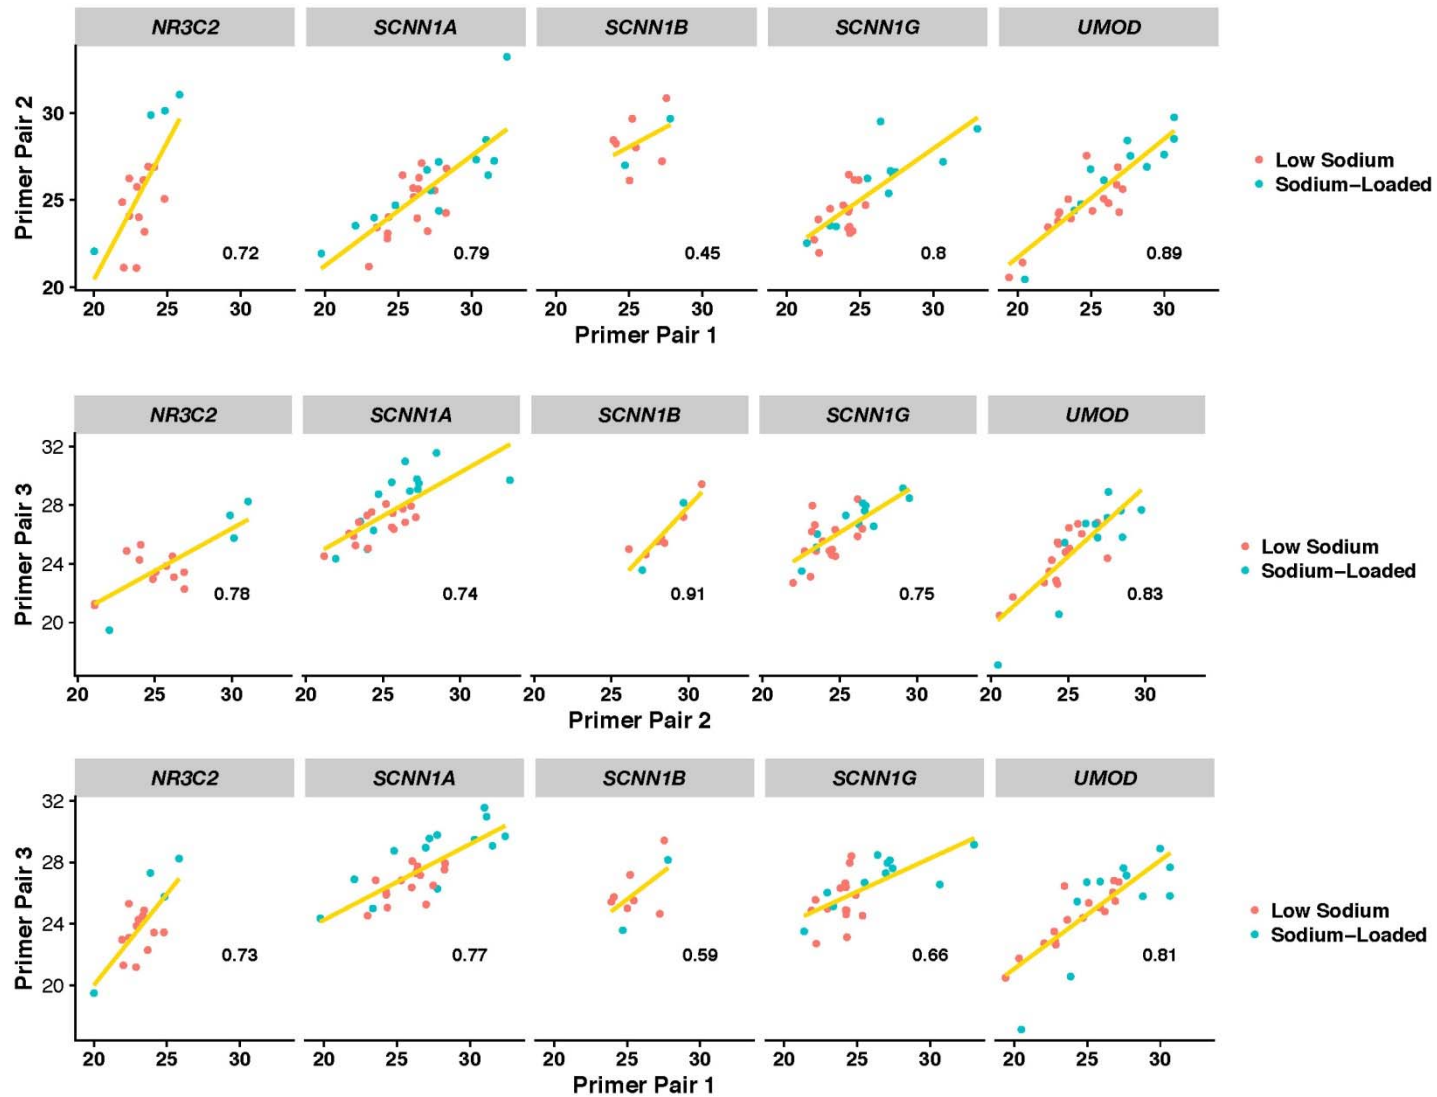 NR3C2 SCNN1A SCNN1B SCNN1G UMOD
Primer Pair 2
30
25
20
0.72 0.79 0.45 0.8 0.89
Low Sodium
Sodium-Loaded
20 25 30 20 25 30 20 25 30 20 25 30 20 25 30
Primer Pair 1
NR3C2 SCNN1A SCNN1B SCNN1G UMOD
Primer Pair 3
32
28
24
20
0.78 0.74 0.91 0.75 0.83
Low Sodium
Sodium-Loaded
20 25 30 20 25 30 20 25 30 20 25 30 20 25 30
Primer Pair 2
NR3C2 SCNN1A SCNN1B SCNN1G UMOD
Primer Pair 3
32
28
24
20
0.73 0.77 0.59 0.66 0.81
Low Sodium
Sodium-Loaded
20 25 30 20 25 30 20 25 30 20 25 30 20 25 30
Primer Pair 1